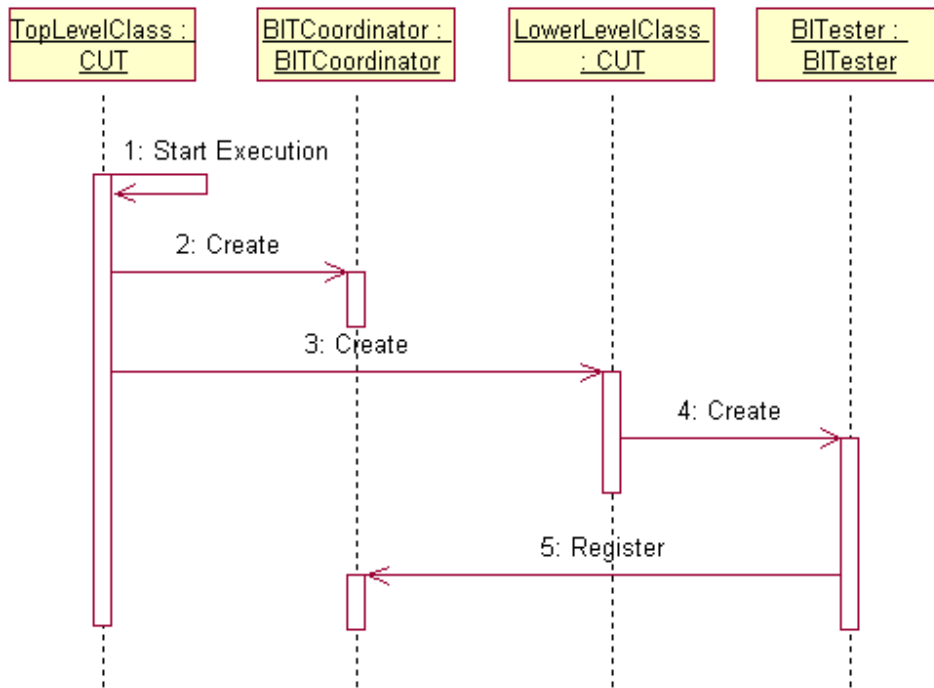 TopLevelClass :
CUT
BITCoordinator :
BITCoordinator
LowerLevelClass
: CUT
BITester :
BITester
1: Start Execution
2: Create
3: Create
4: Create
5: Register